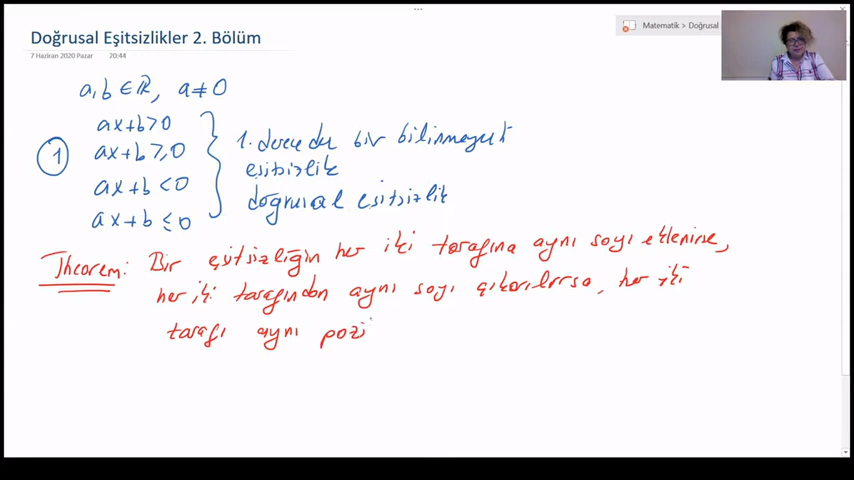 Matematik > Doğrusal
Doğrusal Eşitsizlikler 2. Bölüm
7 Haziran 2020 Pazar 20:44
a,b ∈ ℝ, a ≠ 0
ax+b>0
ax+b≥0
ax+b<0
ax+b≤0
1
1. dereceden bir bilinmeyenli
eşitsizlik
doğrusal eşitsizlik
Theorem: Bir eşitsizliğin her iki tarafına aynı sayı eklenirse,
her iki tarafından aynı sayı çıkarılırsa, her iki
tarafı aynı pozi